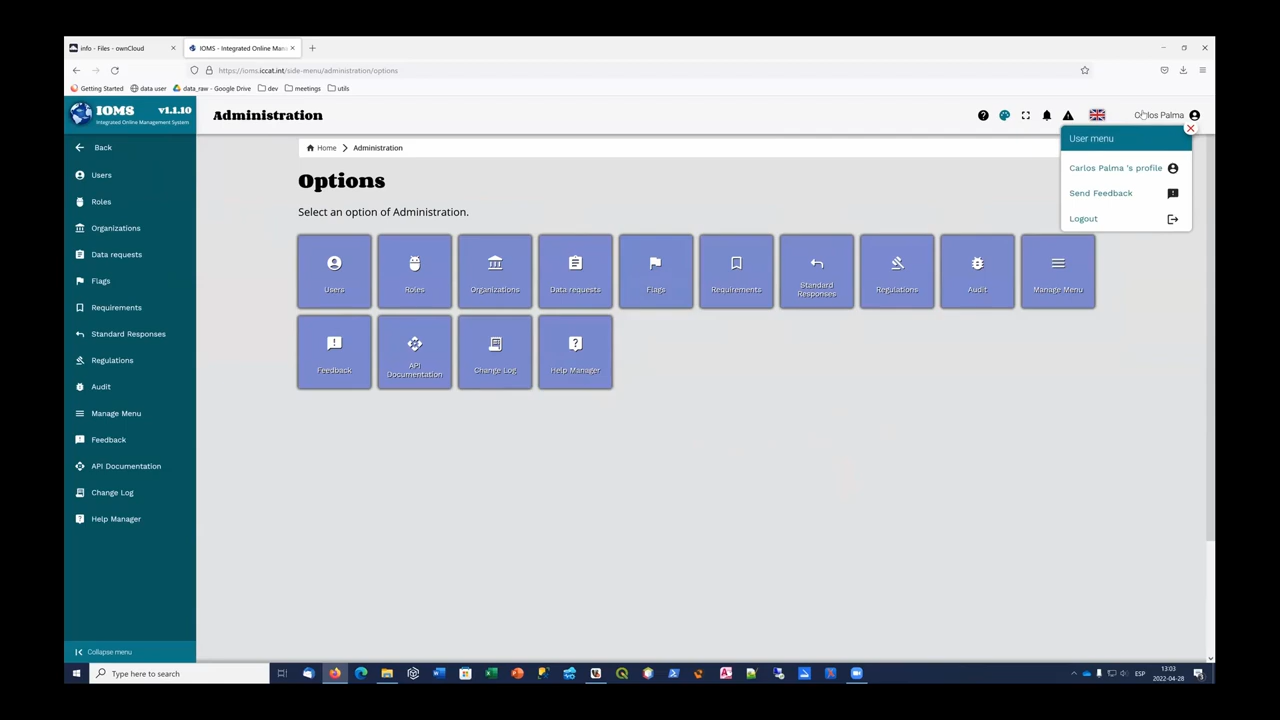 info - Files - ownCloud
IOMS - Integrated Online Mana
https://ioms.iccat.int/side-menu/administration/options
Getting Started
data user
data_raw - Google Drive
dev
meetings
utils
IOMS v1.1.10
Integrated Online Management System
Administration
Carlos Palma
Back
Users
Roles
Organizations
Data requests
Flags
Requirements
Standard Responses
Regulations
Audit
Manage Menu
Feedback
API Documentation
Change Log
Help Manager
Collapse menu
Home
Administration
Options
Select an option of Administration.
Users
Roles
Organizations
Data requests
Flags
Requirements
Standard
Responses
Regulations
Audit
Manage Menu
Feedback
API
Documentation
Change Log
Help Manager
User menu
Carlos Palma 's profile
Send Feedback
Logout
Type here to search
ESP
13:03
2022-04-28